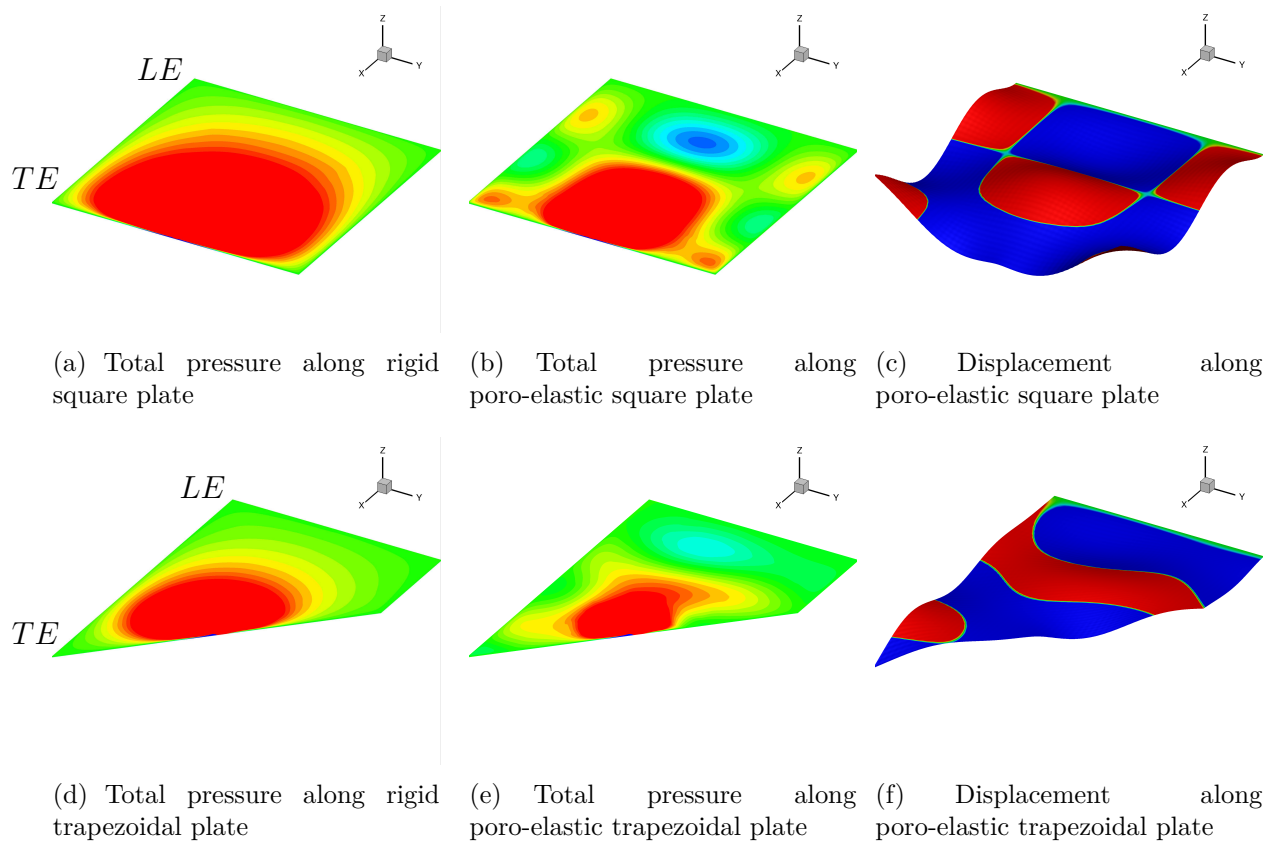 Z
X
Y
LE
TE
Z
X
Y
Z
X
Y
(a) Total pressure along rigid
square plate
(b) Total pressure along
poro-elastic square plate
(c) Displacement along
poro-elastic square plate
Z
X
Y
LE
TE
Z
X
Y
Z
X
Y
(d) Total pressure along rigid
trapezoidal plate
(e) Total pressure along
poro-elastic trapezoidal plate
(f) Displacement along
poro-elastic trapezoidal plate